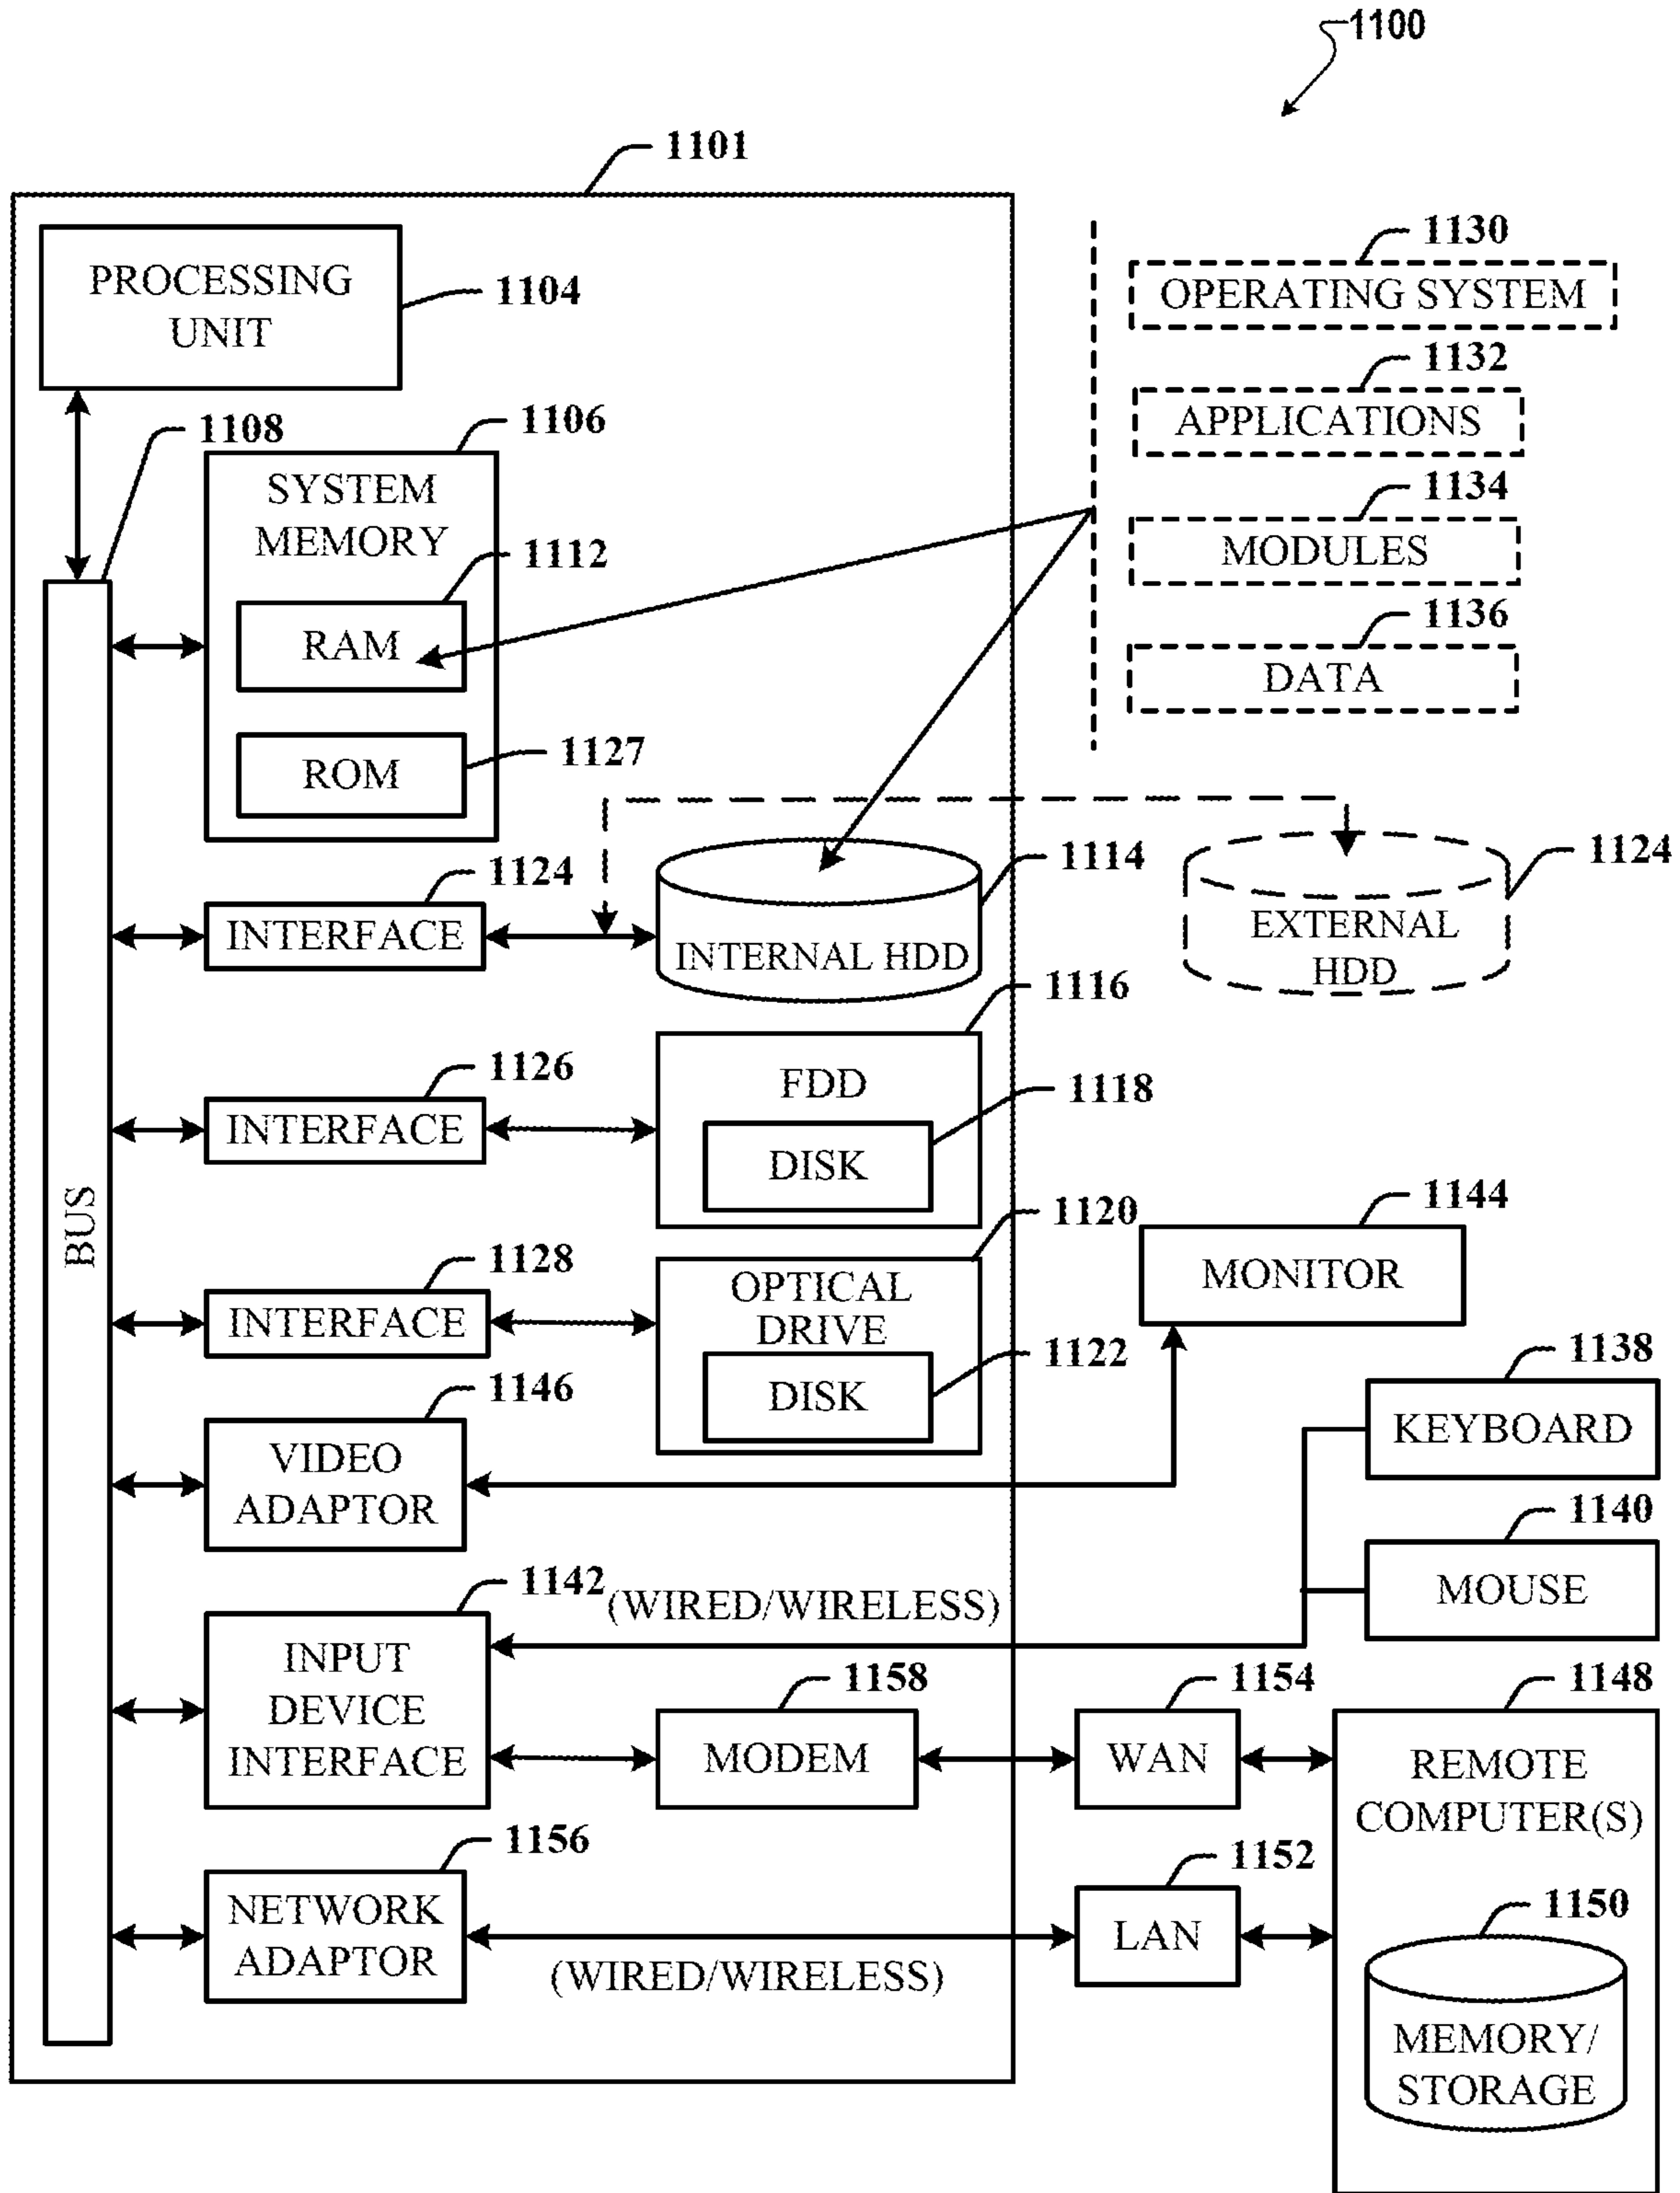 1100
1101
PROCESSING
UNIT
1104
1108
1106
SYSTEM
MEMORY
1112
RAM
ROM
1127
1130
OPERATING SYSTEM
1132
APPLICATIONS
1134
MODULES
1136
DATA
BUS
1124
INTERFACE
1114
INTERNAL HDD
1124
EXTERNAL
HDD
1126
INTERFACE
1116
FDD
1118
DISK
1128
INTERFACE
1120
OPTICAL
DRIVE
1122
DISK
1144
MONITOR
1146
VIDEO
ADAPTOR
1138
KEYBOARD
1140
MOUSE
1142
(WIRED/WIRELESS)
INPUT
DEVICE
INTERFACE
1158
MODEM
1154
WAN
1148
REMOTE
COMPUTER(S)
1156
NETWORK
ADAPTOR
(WIRED/WIRELESS)
1152
LAN
1150
MEMORY/
STORAGE